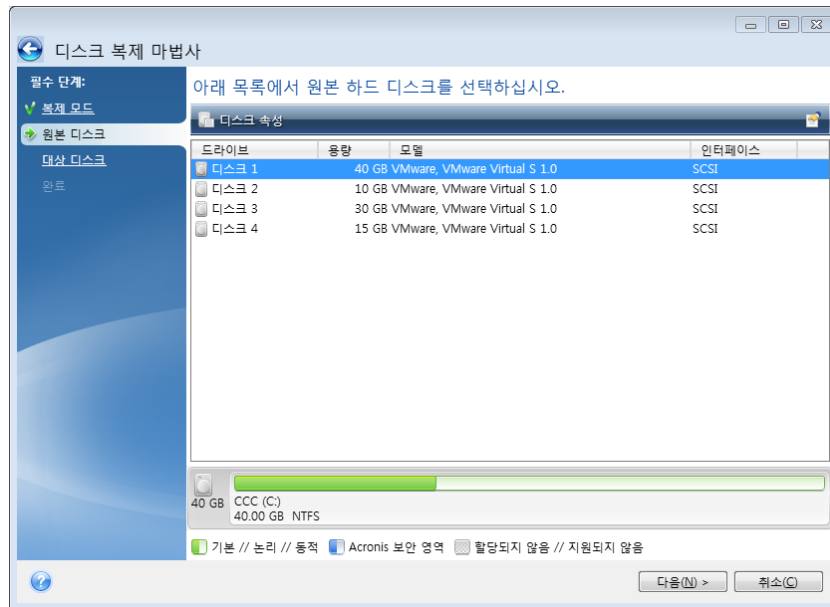 디스크 복제 마법사
필수 단계:
복제 모드
원본 디스크
대상 디스크
완료
아래 목록에서 원본 하드 디스크를 선택하십시오.
디스크 속성
드라이브 용량 모델 인터페이스
디스크 1 40 GB VMware, VMware Virtual S 1.0 SCSI
디스크 2 10 GB VMware, VMware Virtual S 1.0 SCSI
디스크 3 30 GB VMware, VMware Virtual S 1.0 SCSI
디스크 4 15 GB VMware, VMware Virtual S 1.0 SCSI
40 GB CCC (C:)
40.00 GB NTFS
기본 // 논리 // 동적 Acronis 보안 영역 할당되지 않음 // 지원되지 않음
다음(N) > 취소(C)